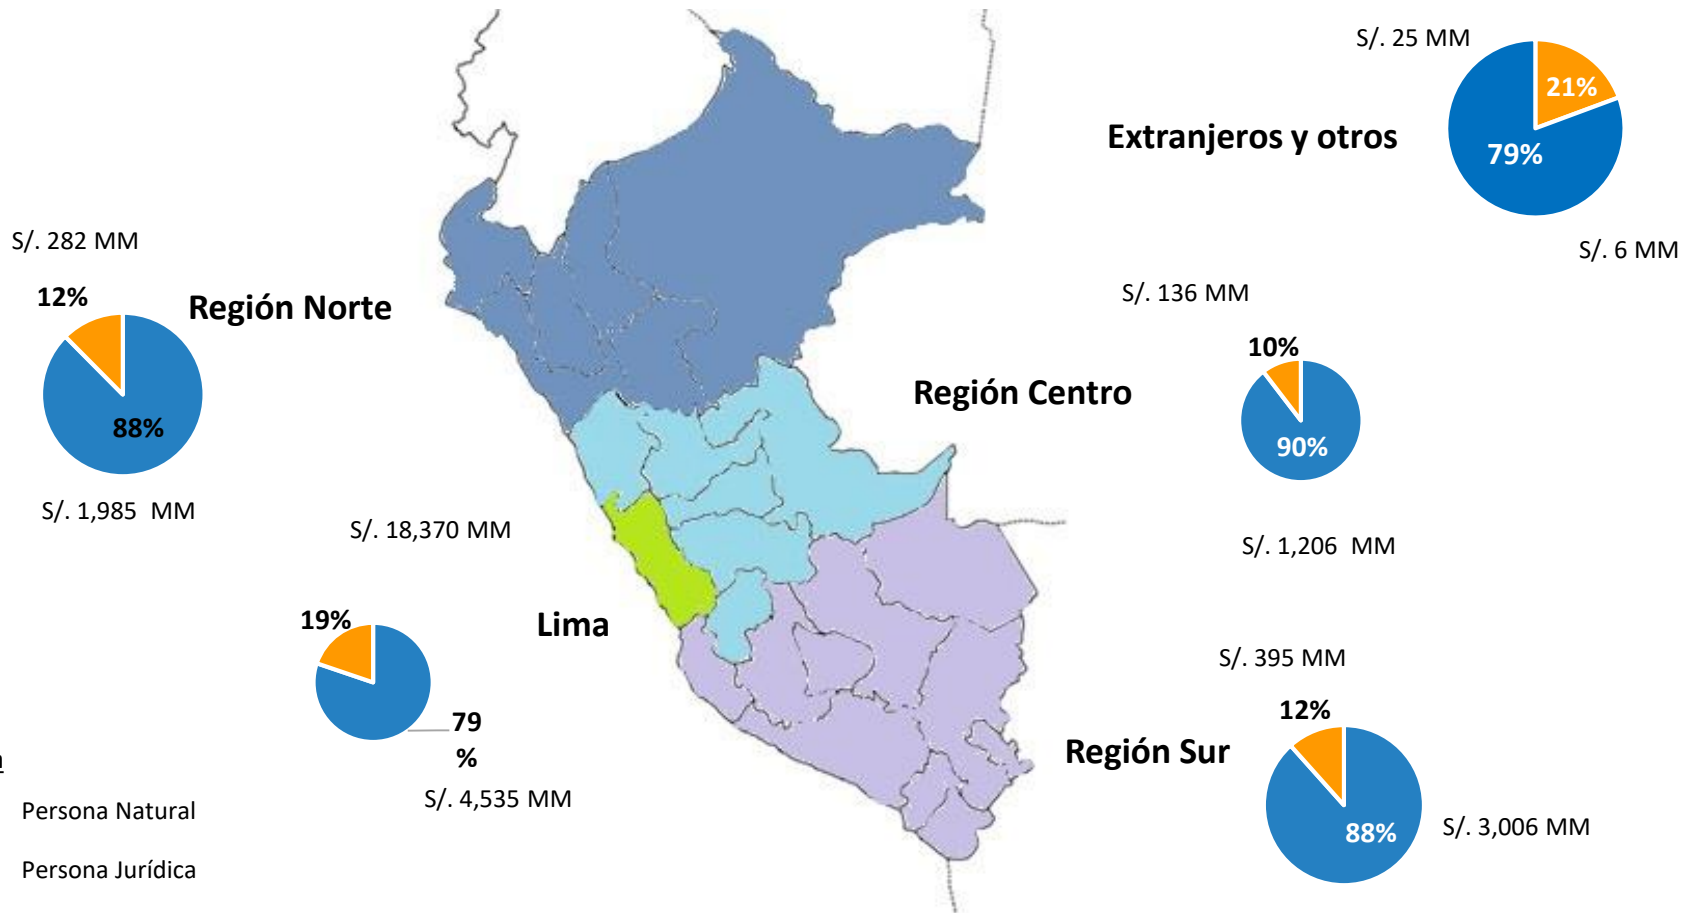 S/. 25 MM
21%
Extranjeros y otros
79%
S/. 6 MM
S/. 282 MM
12%
Región Norte
88%
S/. 1,985 MM
S/. 136 MM
10%
Región Centro
90%
S/. 1,206 MM
S/. 18,370 MM
19%
Lima
79
%
S/. 4,535 MM
S/. 395 MM
12%
Región Sur
88%
S/. 3,006 MM
Persona Natural
Persona Jurídica